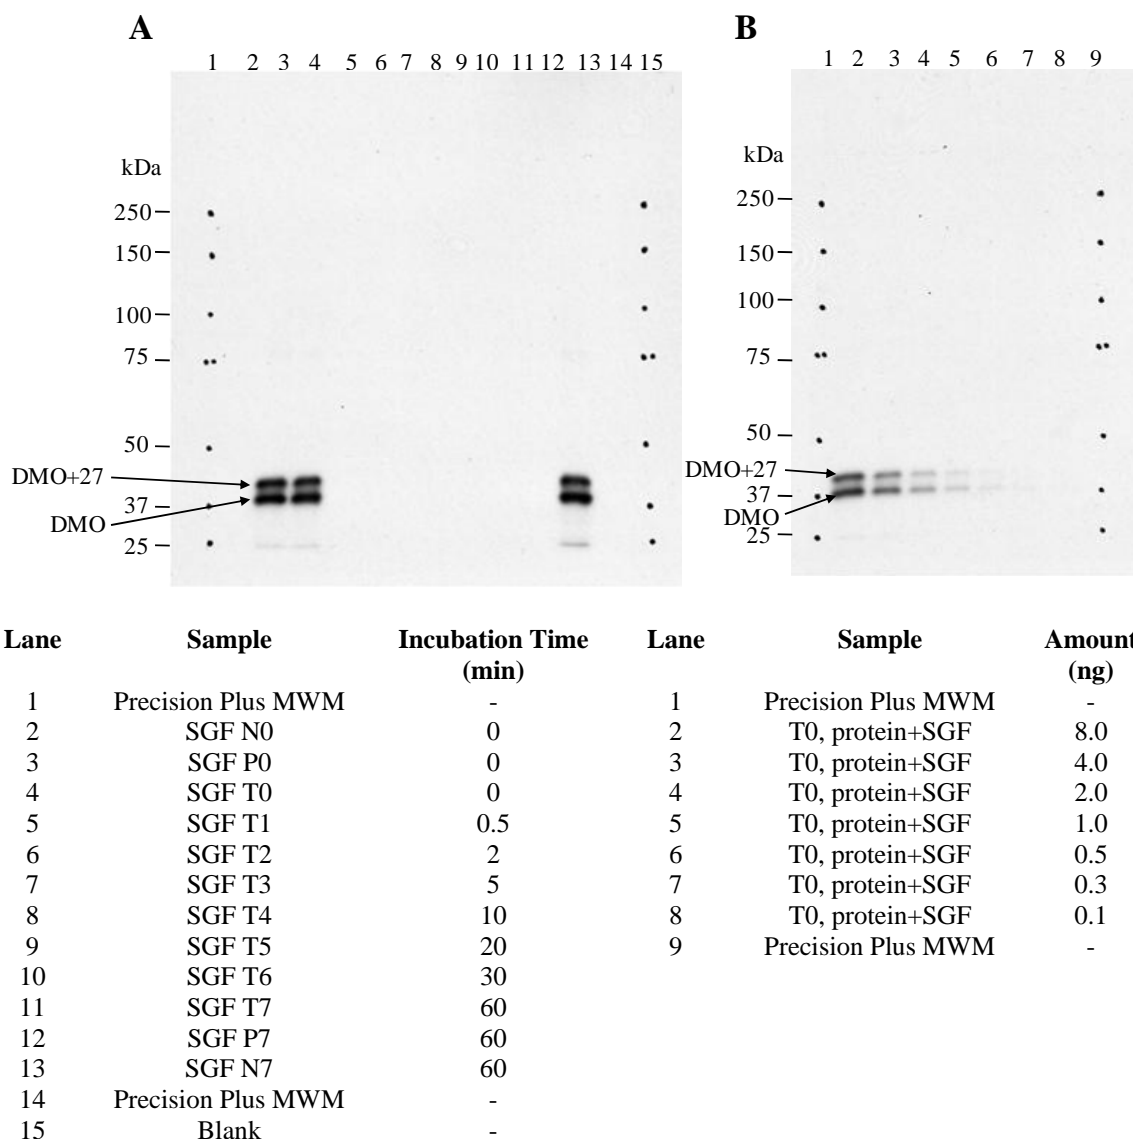 A
B
1 2 3 4 5 6 7 8 9 10 11 12 13 14 15
1 2 3 4 5 6 7 8 9
kDa
250
150
100
75
50
DMO+27
37
DMO
25
kDa
250
150
100
75
50
DMO+27
37
DMO
25
Lane Sample Incubation Time (min)
1 Precision Plus MWM -
2 SGF N0 0
3 SGF P0 0
4 SGF T0 0
5 SGF T1 0.5
6 SGF T2 2
7 SGF T3 5
8 SGF T4 10
9 SGF T5 20
10 SGF T6 30
11 SGF T7 60
12 SGF P7 60
13 SGF N7 60
14 Precision Plus MWM -
15 Blank -
Lane Sample Amount (ng)
1 Precision Plus MWM -
2 T0, protein+SGF 8.0
3 T0, protein+SGF 4.0
4 T0, protein+SGF 2.0
5 T0, protein+SGF 1.0
6 T0, protein+SGF 0.5
7 T0, protein+SGF 0.3
8 T0, protein+SGF 0.1
9 Precision Plus MWM -